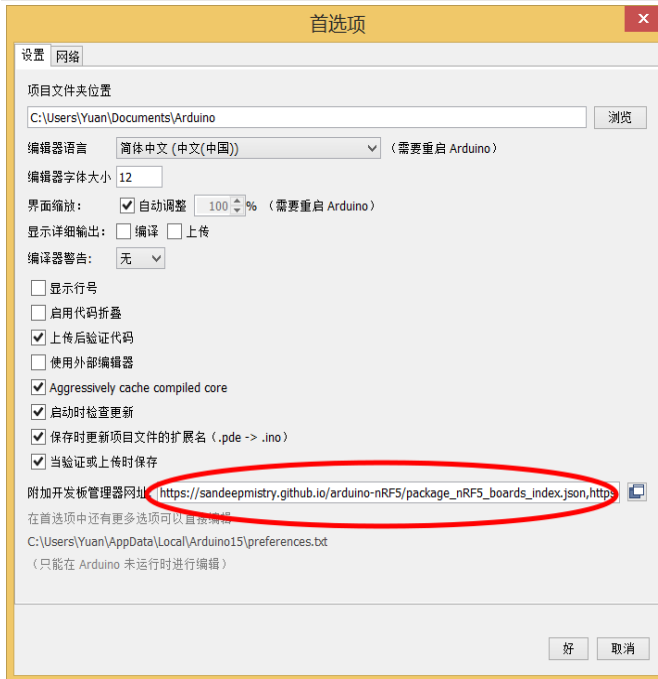 首选项
x
设置 网络
项目文件夹位置
C:\Users\Yuan\Documents\Arduino 浏览
编辑器语言 简体中文 (中文(中国)) （需要重启 Arduino）
编辑器字体大小 12
界面缩放： 自动调整 100 % （需要重启 Arduino）
显示详细输出： 编译 上传
编译器警告: 无
显示行号
启用代码折叠
上传后验证代码
使用外部编辑器
Aggressively cache compiled core
启动时检查更新
保存时更新项目文件的扩展名（.pde -> .ino）
当验证或上传时保存
附加开发板管理器网址: https://sandeepmistry.github.io/arduino-nRF5/package_nRF5_boards_index.json,https
在首选项中还有更多选项可以直接编辑
C:\Users\Yuan\AppData\Local\Arduino15\preferences.txt
（只能在 Arduino 未运行时进行编辑）
好 取消